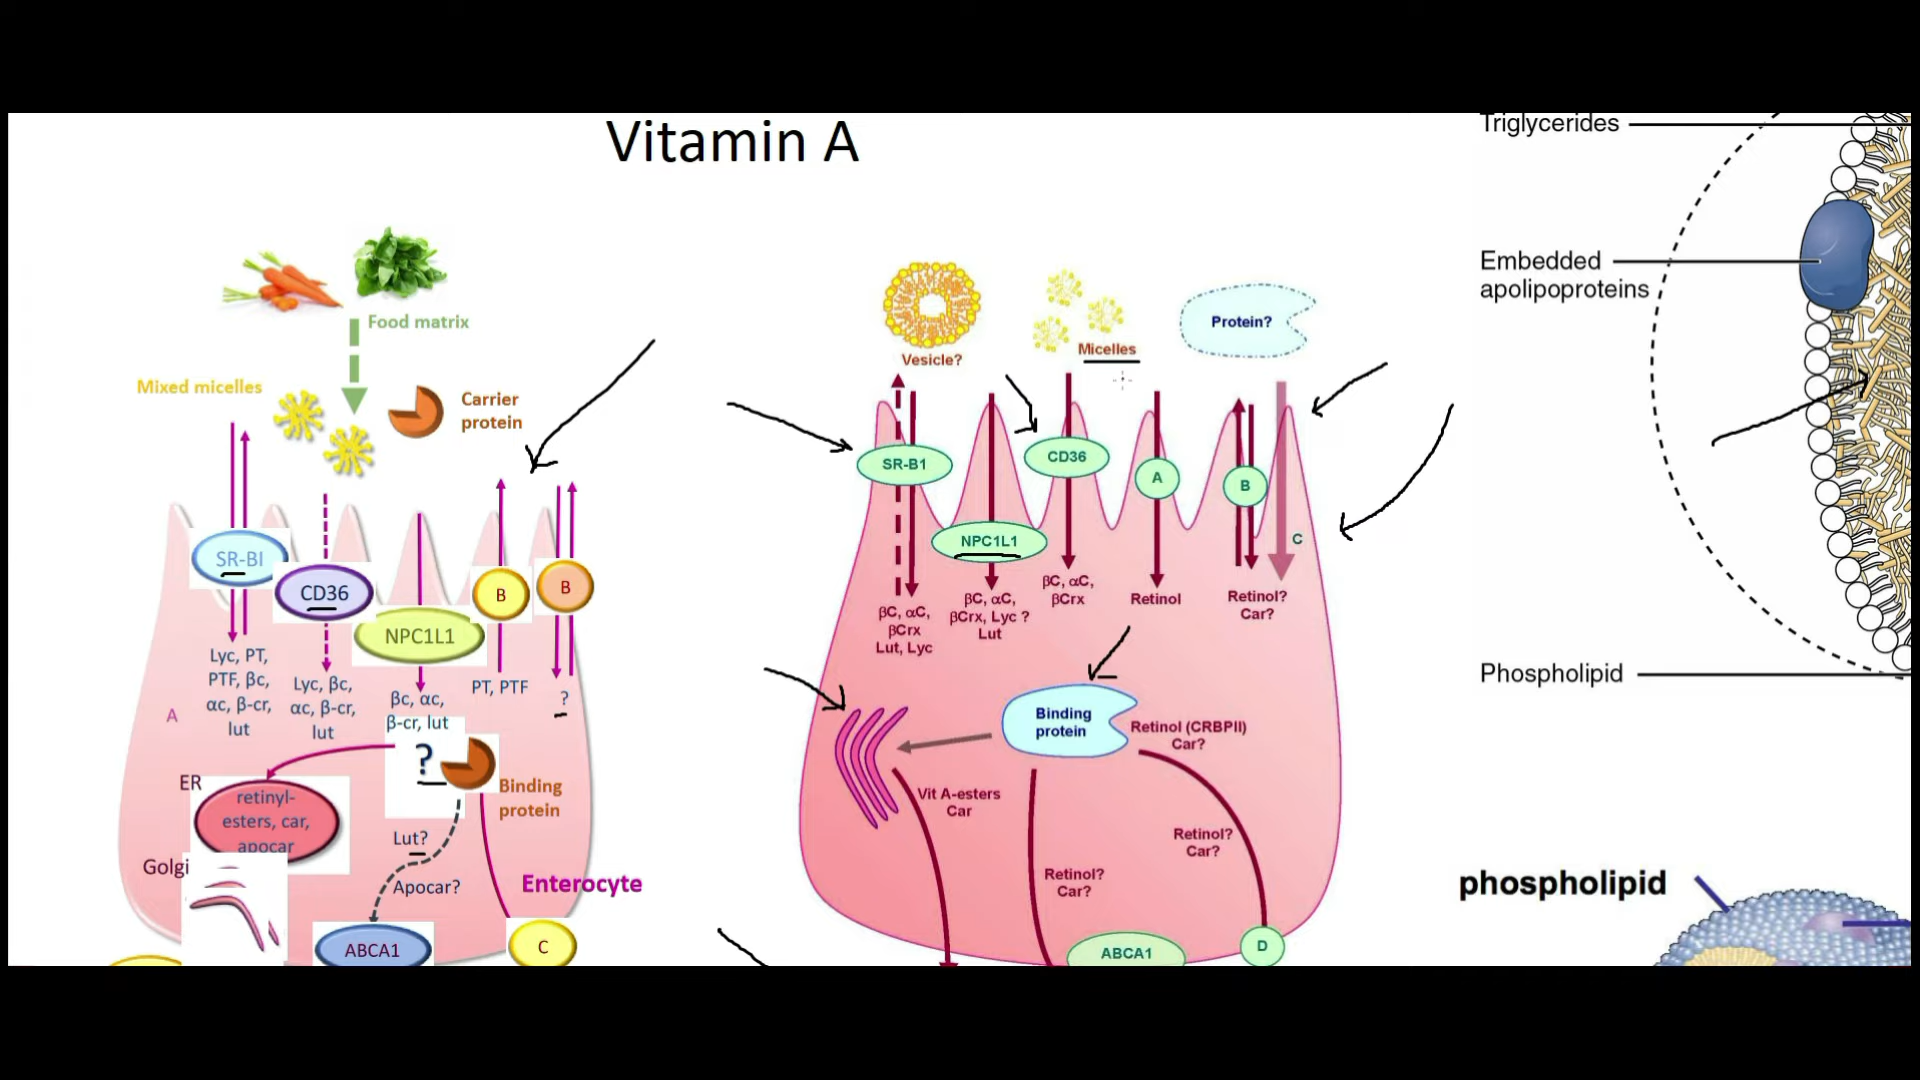 Vitamin A
Food matrix
Mixed micelles
Carrier
protein
SR-BI
CD36
NPC1L1
B
B
Lyc, PT,
PTF, βc,
αc, β-cr,
lut
Lyc, βc,
αc, β-cr,
lut
βc, αc,
β-cr, lut
PT, PTF
?
A
?
ER
retinyl-
esters, car,
apocar
Binding
protein
Lut?
Golgi
Apocar?
Enterocyte
ABCA1
C
Vesicle?
Micelles
Protein?
SR-B1
CD36
A
B
NPC1L1
C
βC, αC,
βCrx
Lut, Lyc
βC, αC,
βCrx, Lyc ?
Lut
βC, αC,
βCrx
Retinol
Retinol?
Car?
Binding
protein
Retinol (CRBPII)
Car?
Vit A-esters
Car
Retinol?
Car?
Retinol?
Car?
ABCA1
D
Triglycerides
Embedded
apolipoproteins
Phospholipid
phospholipid